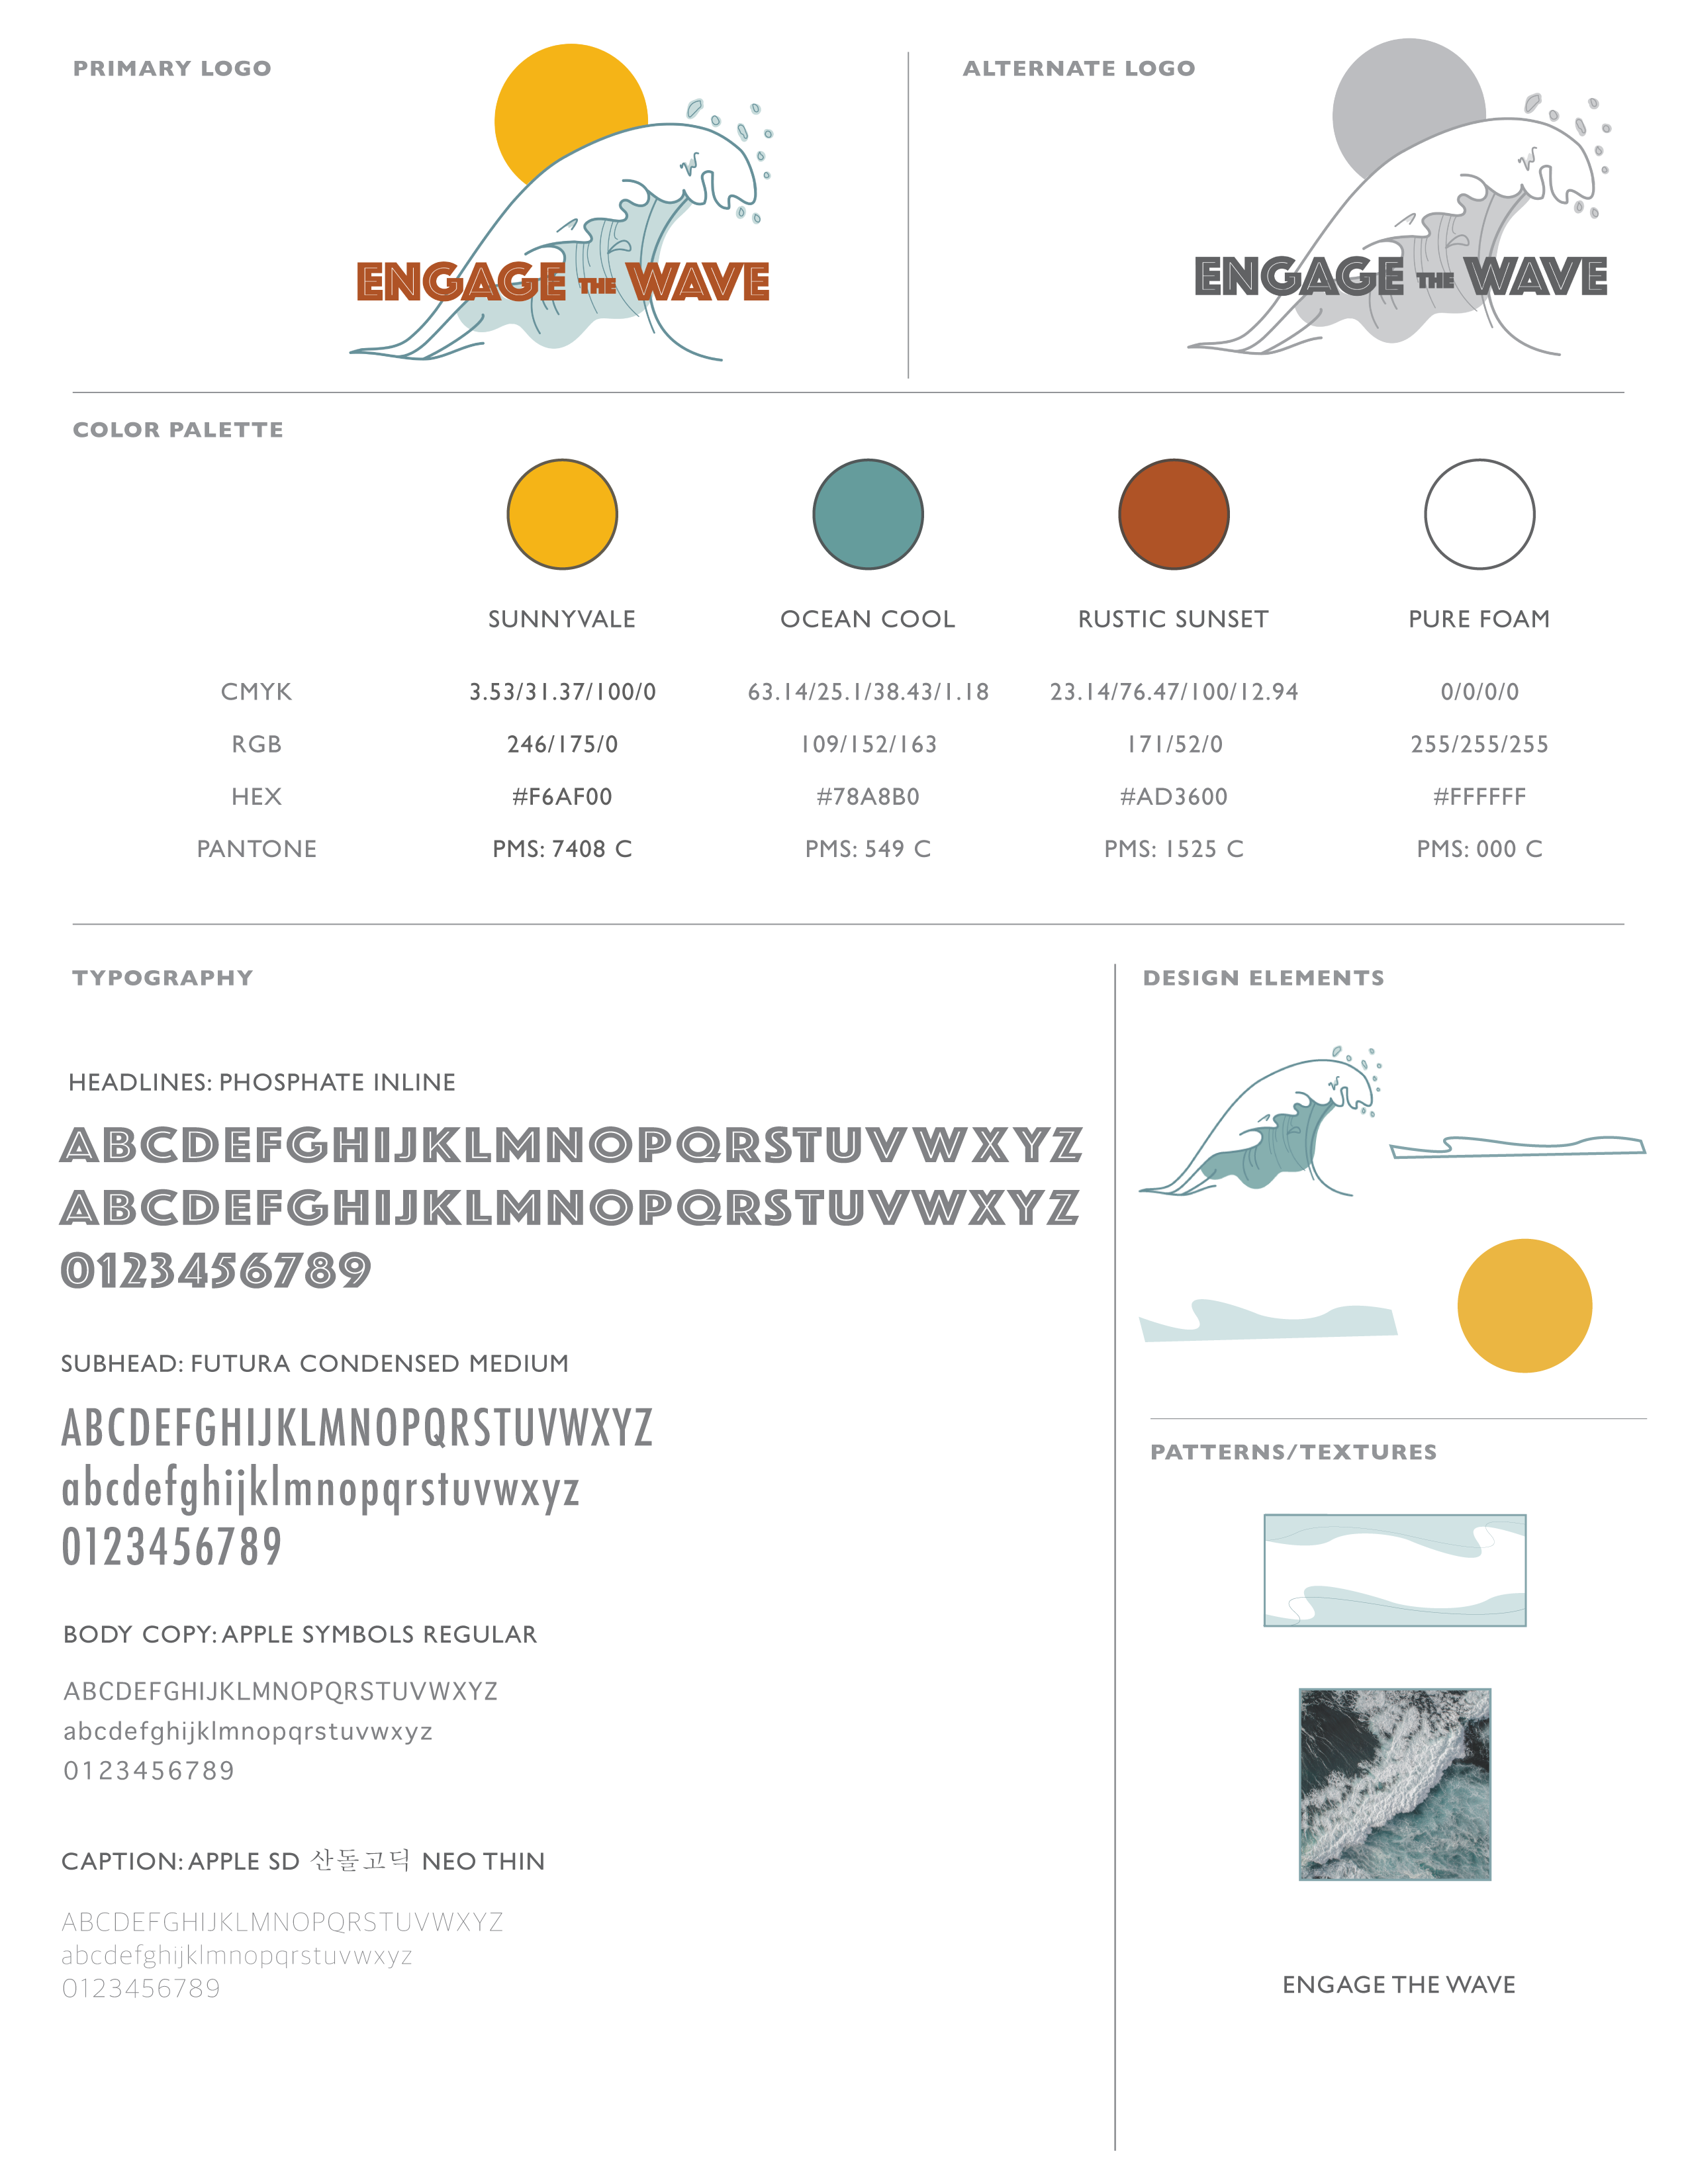 PRIMARY LOGO
ENGAGE THE WAVE
ALTERNATE LOGO
ENGAGE THE WAVE
COLOR PALETTE
SUNNYVALE OCEAN COOL RUSTIC SUNSET PURE FOAM
CMYK 3.53/31.37/100/0 63.14/25.1/38.43/1.18 23.14/76.47/100/12.94 0/0/0/0
RGB 246/175/0 109/152/163 171/52/0 255/255/255
HEX #F6AF00 #78A8B0 #AD3600 #FFFFFF
PANTONE PMS: 7408 C PMS: 549 C PMS: 1525 C PMS: 000 C
TYPOGRAPHY
HEADLINES: PHOSPHATE INLINE
ABCDEFGHIJKLMNOPQRSTUVWXYZ
ABCDEFGHIJKLMNOPQRSTUVWXYZ
0123456789
SUBHEAD: FUTURA CONDENSED MEDIUM
ABCDEFGHIJKLMNOPQRSTUVWXYZ
abcdefghijklmnopqrstuvwxyz
0123456789
BODY COPY: APPLE SYMBOLS REGULAR
ABCDEFGHIJKLMNOPQRSTUVWXYZ
abcdefghijklmnopqrstuvwxyz
0123456789
CAPTION: APPLE SD 산돌고딕 NEO THIN
ABCDEFGHIJKLMNOPQRSTUVWXYZ
abcdefghijklmnopqrstuvwxyz
0123456789
DESIGN ELEMENTS
PATTERNS/TEXTURES
ENGAGE THE WAVE